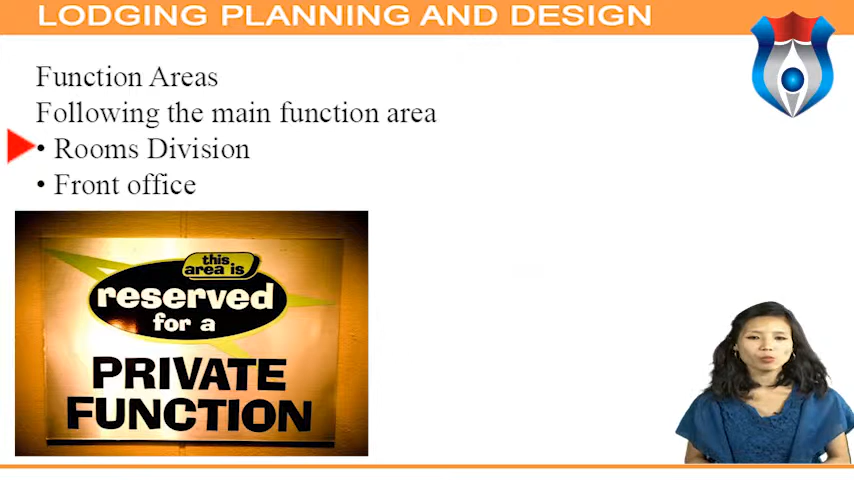 LODGING PLANNING AND DESIGN
Function Areas
Following the main function area
• Rooms Division
• Front office
this
area is
reserved
for a
PRIVATE
FUNCTION